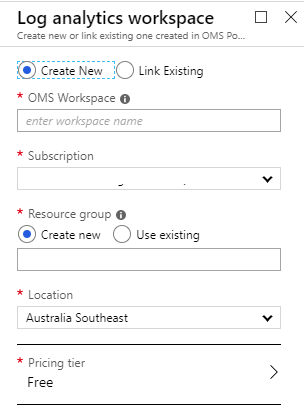 Log analytics workspace
Create new or link existing one created in OMS Po...
Create New Link Existing
* OMS Workspace
enter workspace name
* Subscription
* Resource group
Create new Use existing
* Location
Australia Southeast
* Pricing tier
Free